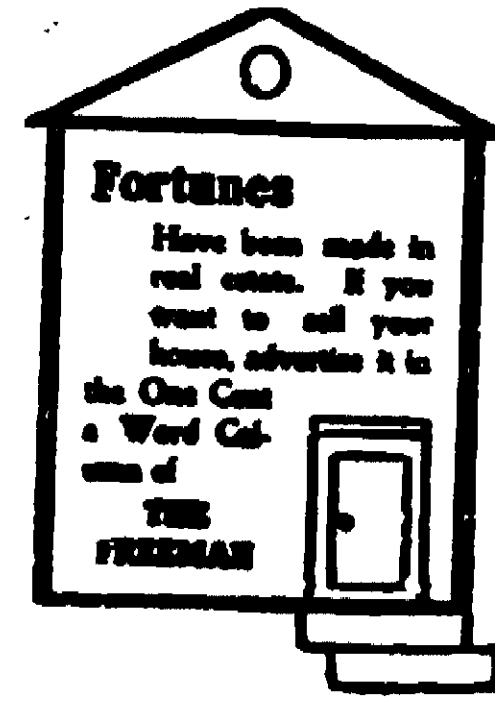 Fortunes
Have been made in
real estate. If you
want to sell your
house, advertise it in
the One Cent
a Word Col-
umn of
THE
FREEMAN